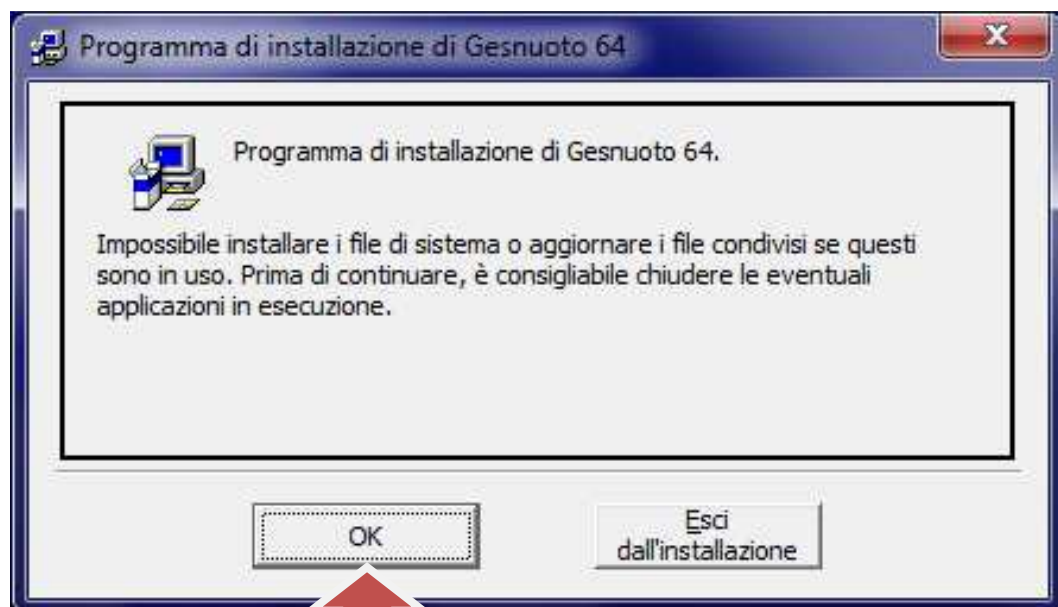 Programma di installazione di Gesnuoto 64
Programma di installazione di Gesnuoto 64.
Impossibile installare i file di sistema o aggiornare i file condivisi se questi
sono in uso. Prima di continuare, è consigliabile chiudere le eventuali
applicazioni in esecuzione.
OK
Esci
dall'installazione